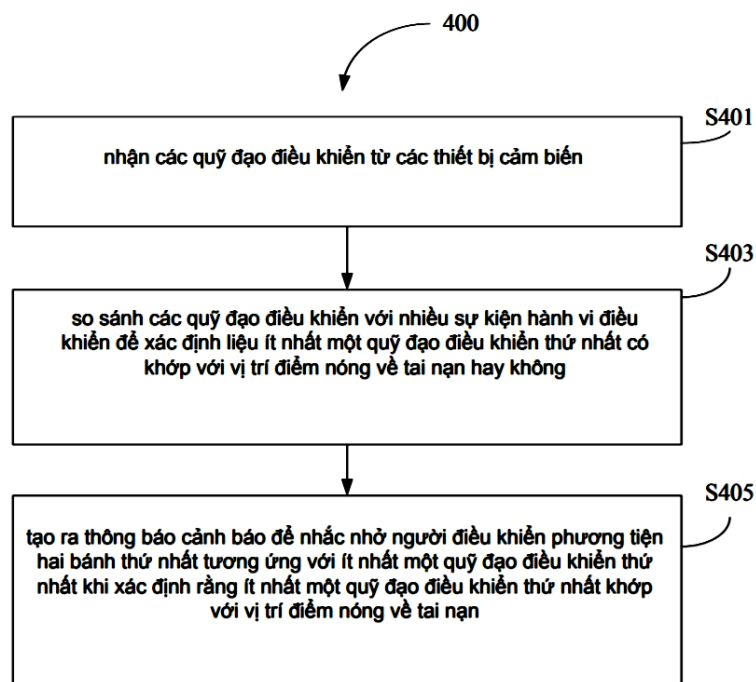 400
S401
nhận các quỹ đạo điều khiển từ các thiết bị cảm biến
S403
so sánh các quỹ đạo điều khiển với nhiều sự kiện hành vi điều
khiển để xác định liệu ít nhất một quỹ đạo điều khiển thứ nhất có
khớp với vị trí điểm nóng về tai nạn hay không
S405
tạo ra thông báo cảnh báo để nhắc nhở người điều khiển phương tiện
hai bánh thứ nhất tương ứng với ít nhất một quỹ đạo điều khiển thứ
nhất khi xác định rằng ít nhất một quỹ đạo điều khiển thứ nhất khớp
với vị trí điểm nóng về tai nạn